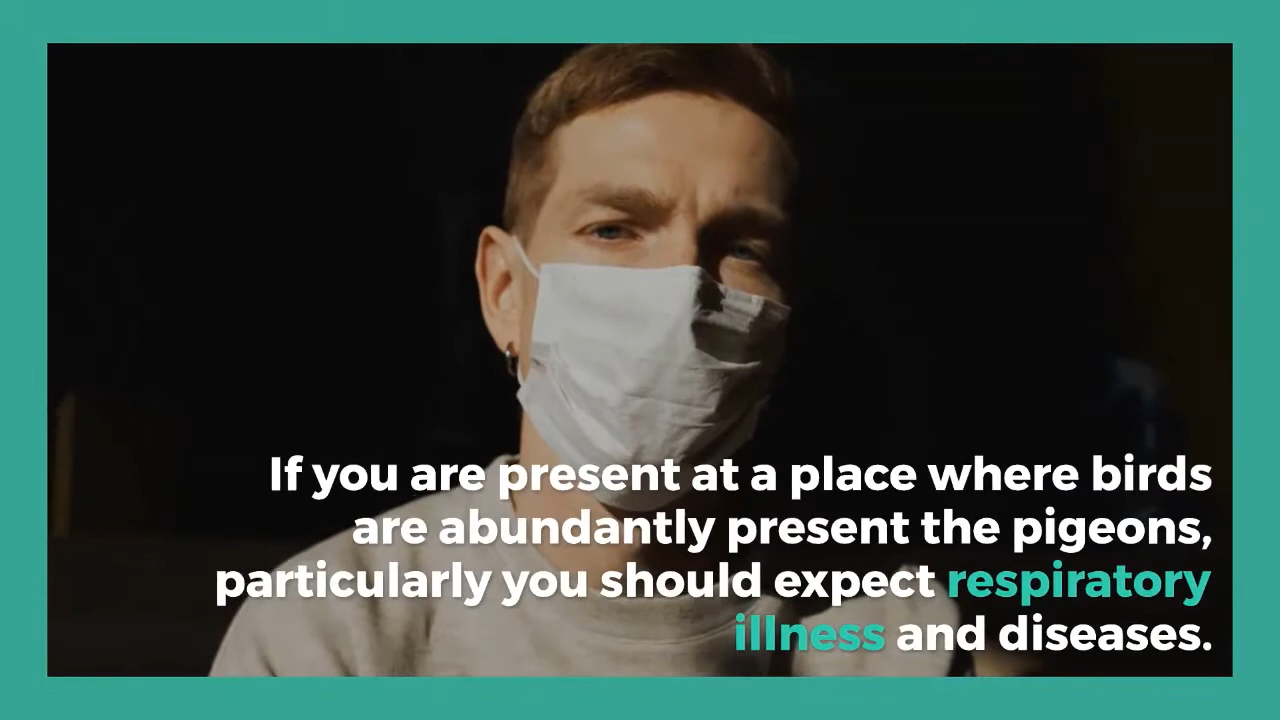 If you are present at a place where birds
are abundantly present the pigeons,
particularly you should expect respiratory
illness and diseases.